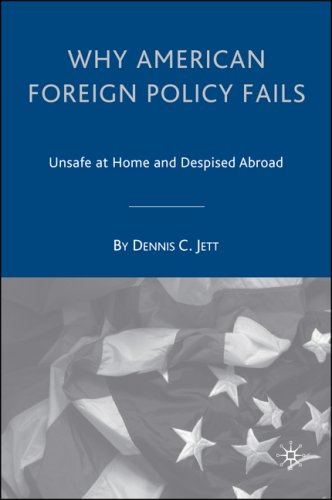 WHY AMERICAN
FOREIGN POLICY FAILS
Unsafe at Home and Despised Abroad
BY DENNIS C. JETT